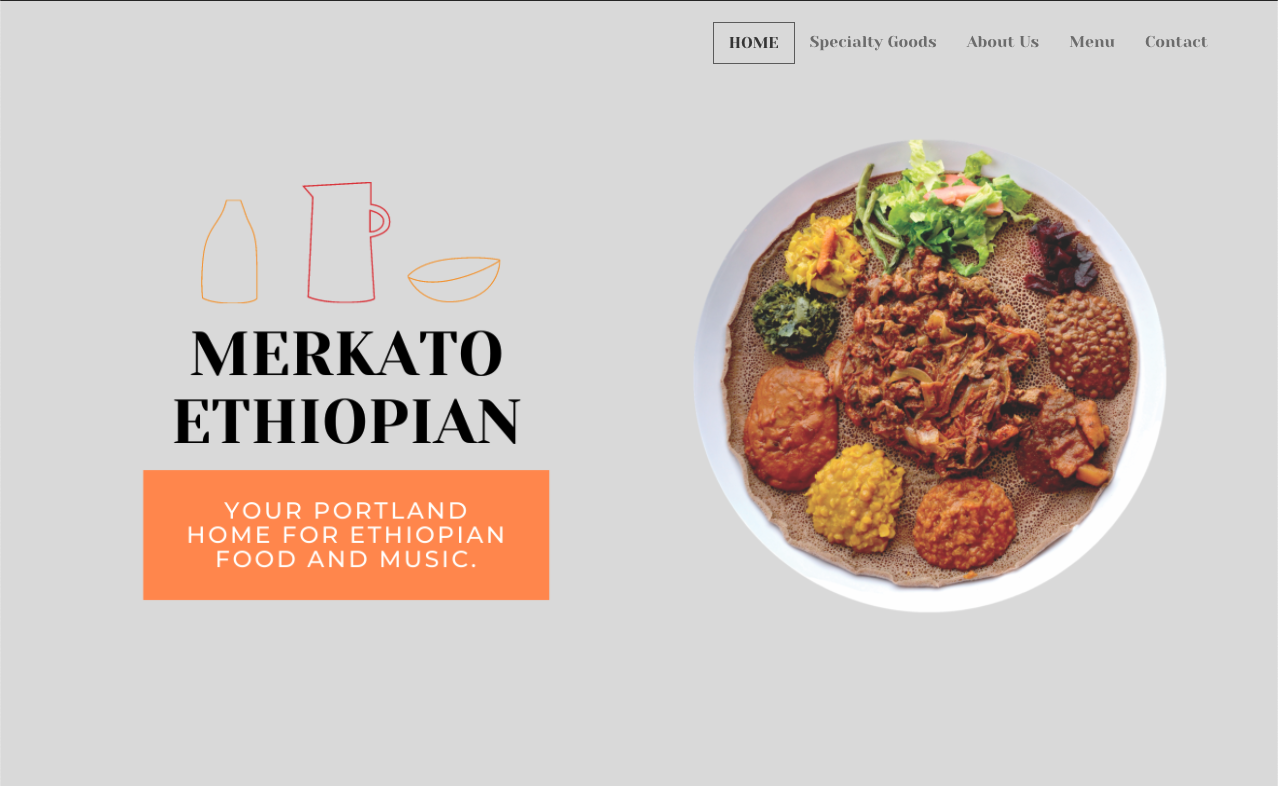 HOME Specialty Goods About Us Menu Contact
MERKATO
ETHIOPIAN
YOUR PORTLAND
HOME FOR ETHIOPIAN
FOOD AND MUSIC.